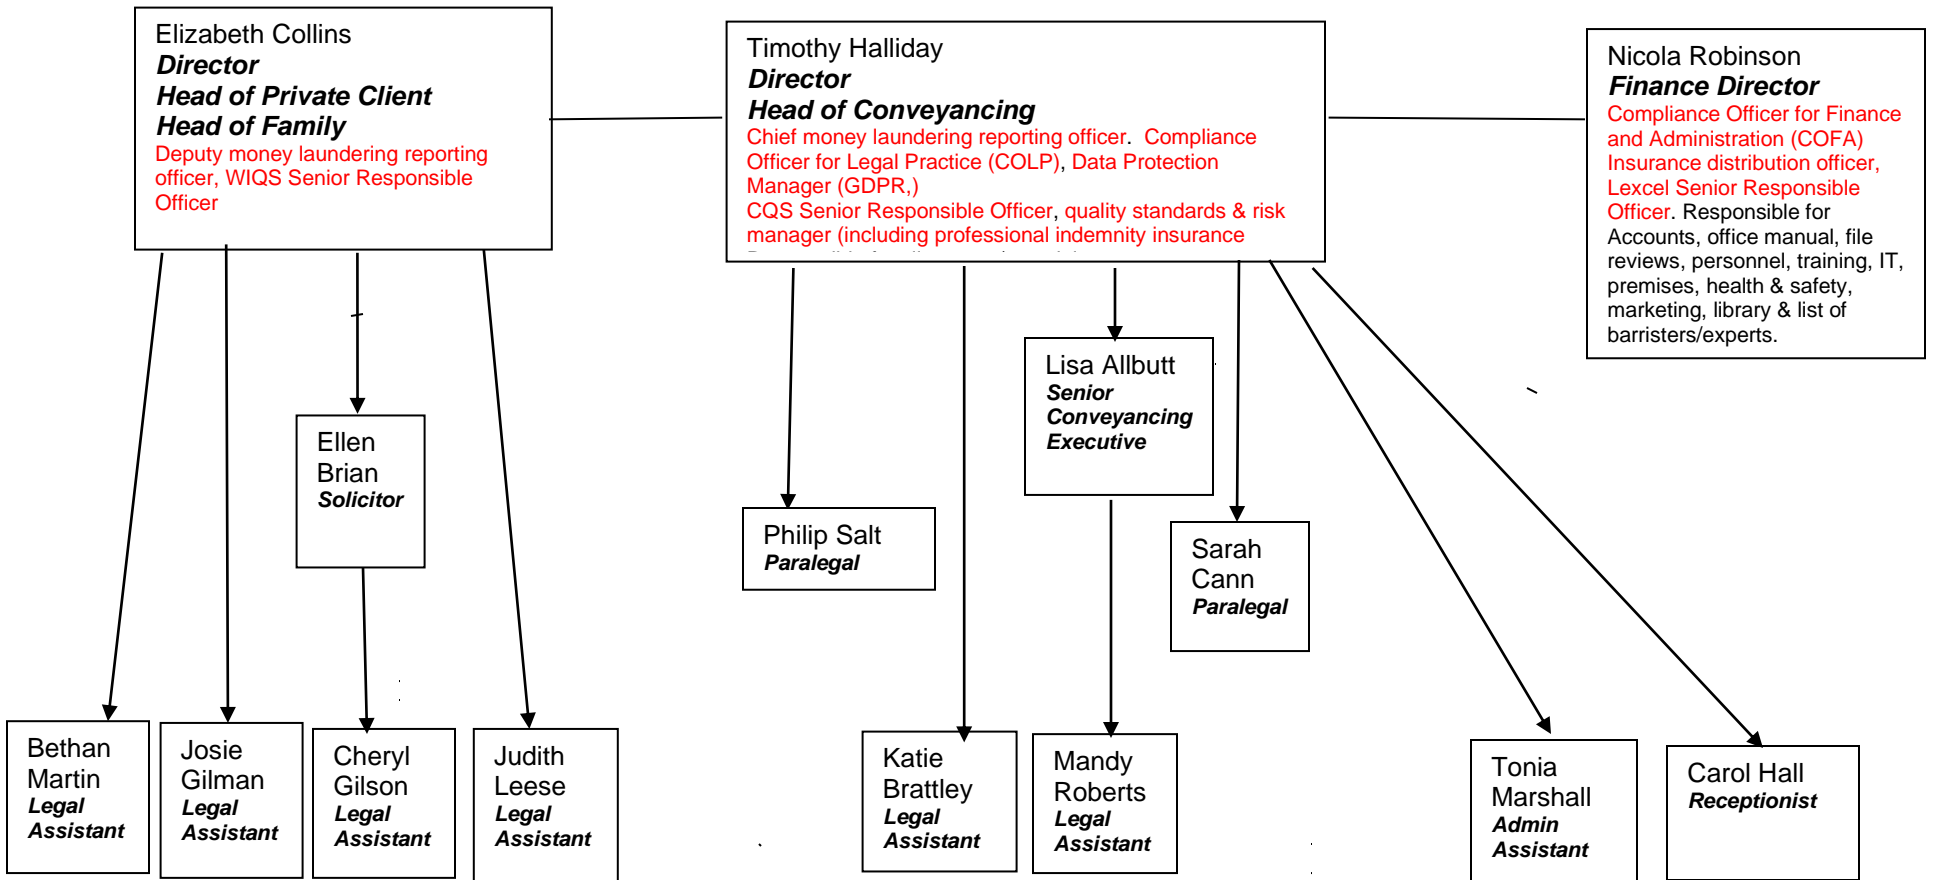 Elizabeth Collins
Director
Head of Private Client
Head of Family
Deputy money laundering reporting
officer, WIQS Senior Responsible
Officer
Timothy Halliday
Director
Head of Conveyancing
Chief money laundering reporting officer.  Compliance
Officer for Legal Practice (COLP), Data Protection
Manager (GDPR,)
CQS Senior Responsible Officer, quality standards & risk
manager (including professional indemnity insurance
Nicola Robinson
Finance Director
Compliance Officer for Finance
and Administration (COFA)
Insurance distribution officer,
Lexcel Senior Responsible
Officer. Responsible for
Accounts, office manual, file
reviews, personnel, training, IT,
premises, health & safety,
marketing, library & list of
barristers/experts.
Lisa Allbutt
Senior
Conveyancing
Executive
Ellen
Brian
Solicitor
Philip Salt
Paralegal
Sarah
Cann
Paralegal
Bethan
Martin
Legal
Assistant
Josie
Gilman
Legal
Assistant
Cheryl
Gilson
Legal
Assistant
Judith
Leese
Legal
Assistant
Katie
Brattley
Legal
Assistant
Mandy
Roberts
Legal
Assistant
Tonia
Marshall
Admin
Assistant
Carol Hall
Receptionist